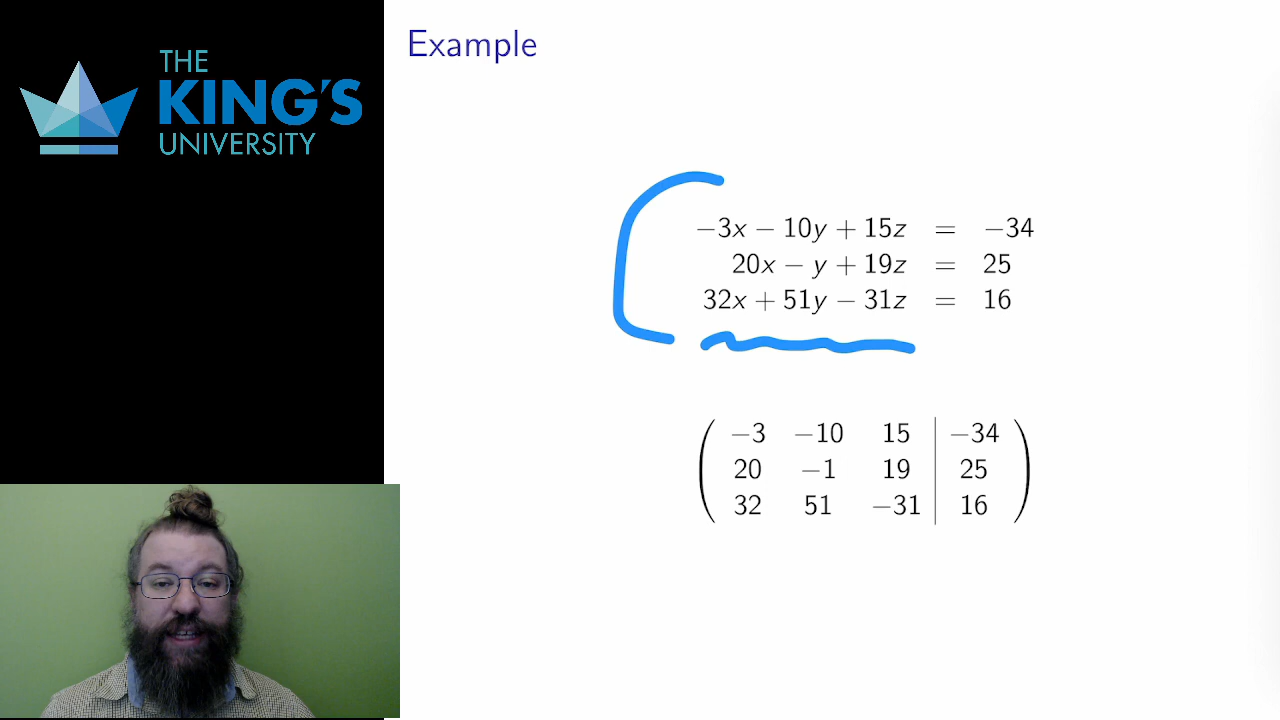 THE
KING'S
UNIVERSITY
Example
−3x − 10y + 15z = −34
20x − y + 19z = 25
32x + 51y − 31z = 16
−3 −10 15 −34
20 −1 19 25
32 51 −31 16